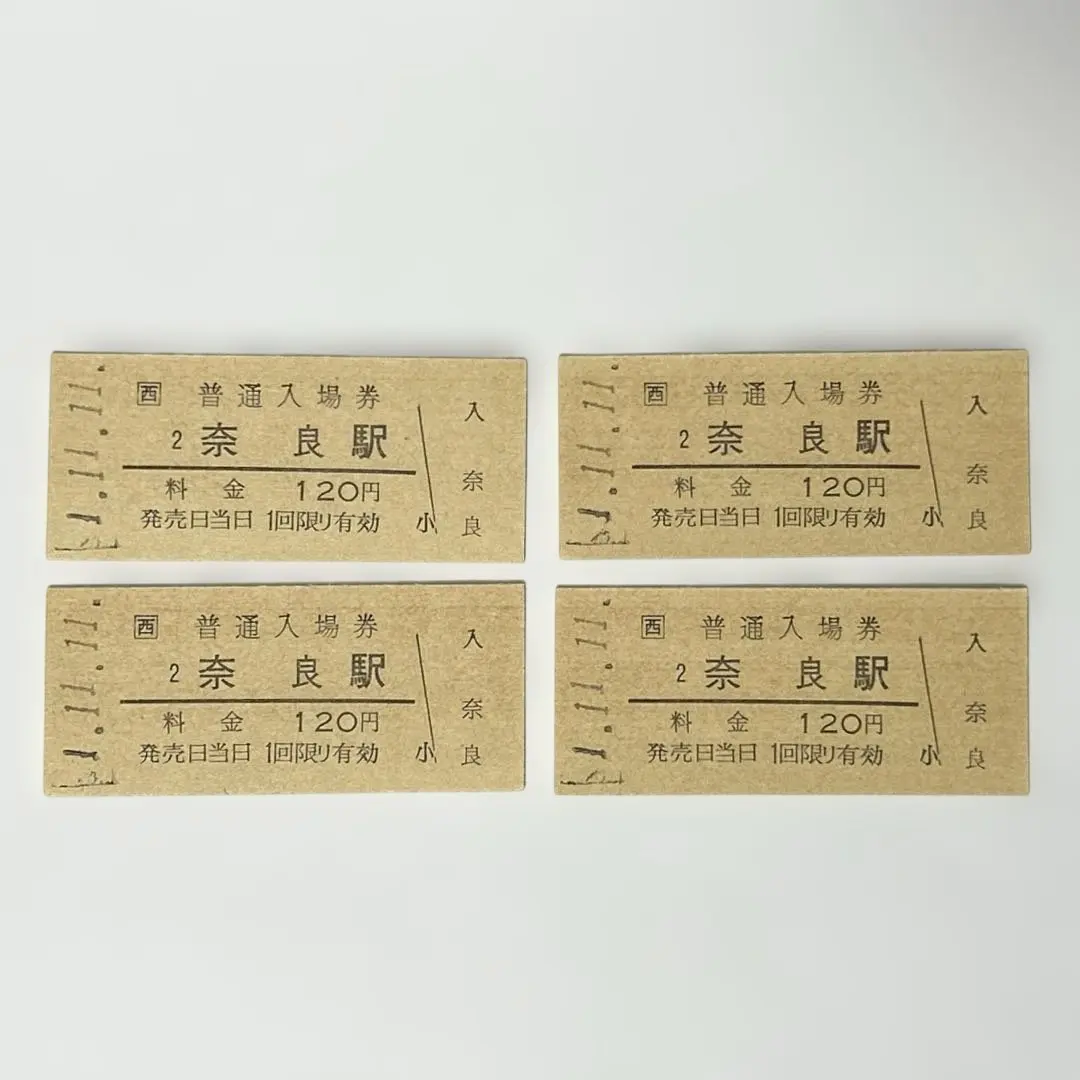 1.11.11.
西 普通入場券
2 奈良駅
料金 120円
発売日当日1回限り有効 小
入
奈
良
1.11.11.
西 普通入場券
2 奈良駅
料金 120円
発売日当日1回限り有効 小
入
奈
良
1.11.11.
西 普通入場券
2 奈良駅
料金 120円
発売日当日1回限り有効 小
入
奈
良
1.11.11.
西 普通入場券
2 奈良駅
料金 120円
発売日当日1回限り有効 小
入
奈
良